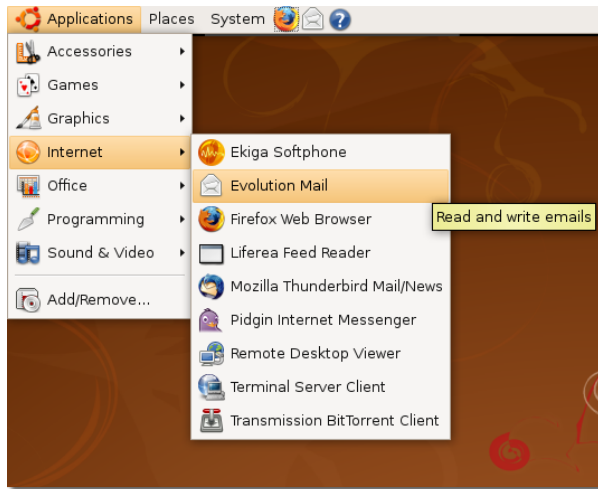 Applications Places System
Accessories
Games
Graphics
Internet
Office
Programming
Sound & Video
Add/Remove...
Ekiga Softphone
Evolution Mail
Firefox Web Browser
Liferea Feed Reader
Mozilla Thunderbird Mail/News
Pidgin Internet Messenger
Remote Desktop Viewer
Terminal Server Client
Transmission BitTorrent Client
Read and write emails